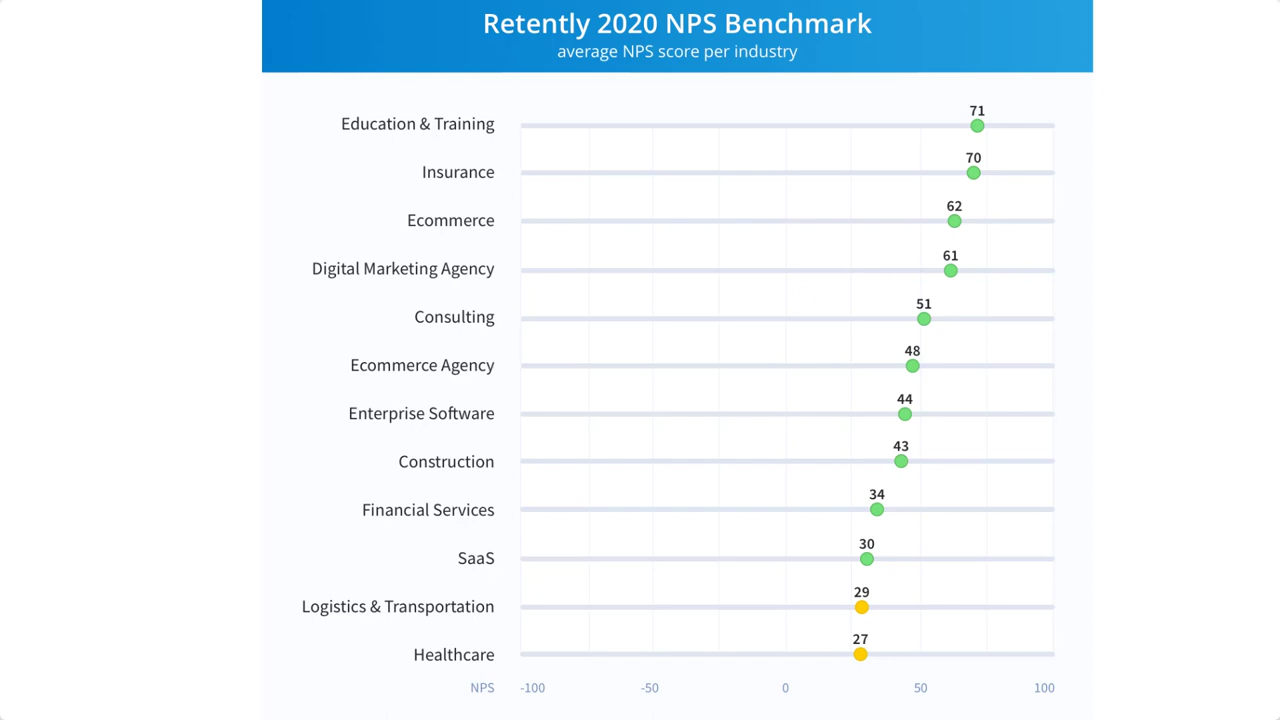 Retently 2020 NPS Benchmark
average NPS score per industry
71
Education & Training
70
Insurance
62
Ecommerce
61
Digital Marketing Agency
51
Consulting
48
Ecommerce Agency
44
Enterprise Software
43
Construction
34
Financial Services
30
SaaS
29
Logistics & Transportation
27
Healthcare
NPS -100 -50 0 50 100